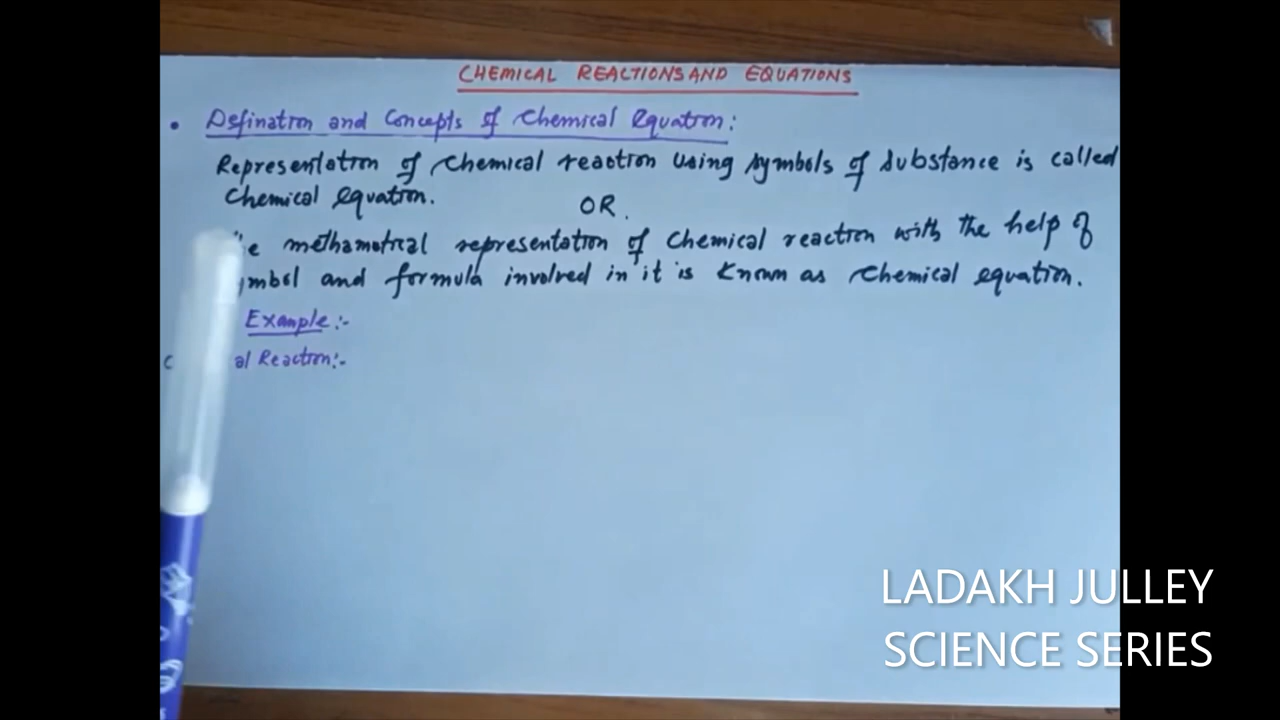 CHEMICAL REACTIONS AND EQUATIONS
• Defination and Concepts of Chemical Equation:
Representation of chemical reaction using symbols of substance is called
Chemical equation.
OR.
methamatical representation of chemical reaction with the help of
and formula involved in it is known as chemical equation.
Example:-
Reaction:-
LADAKH JULLEY
SCIENCE SERIES